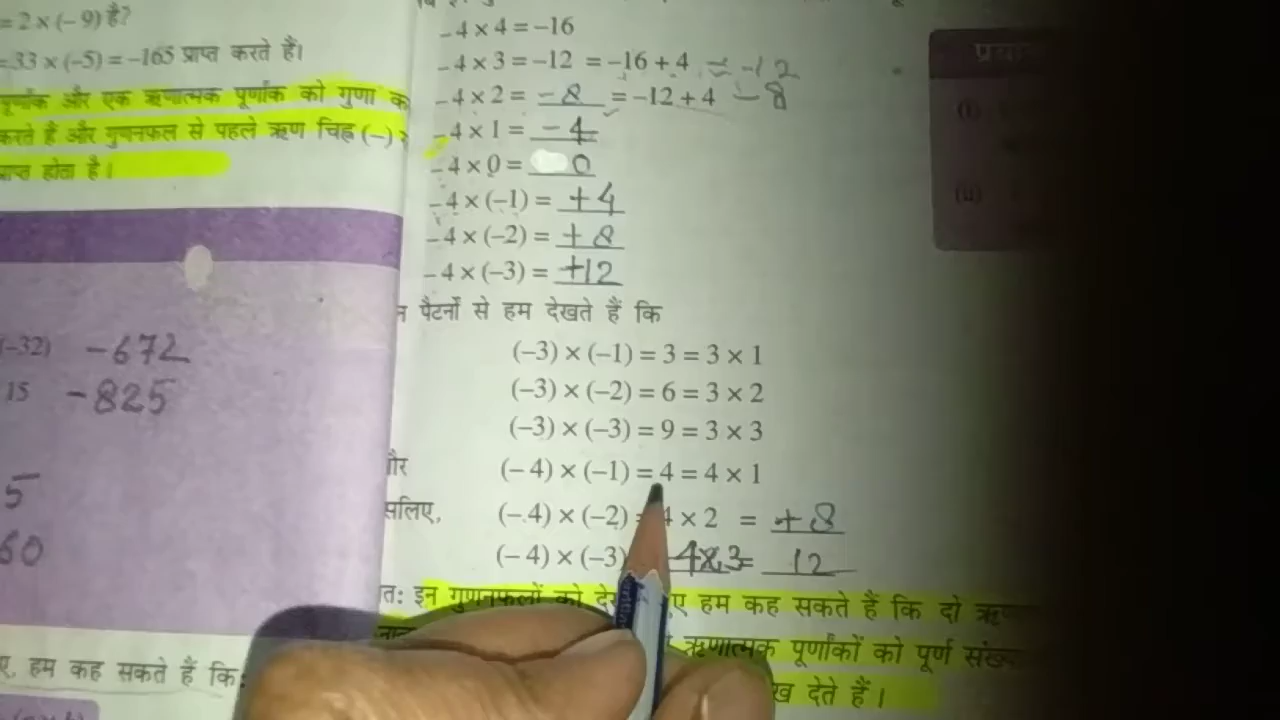 = 2 × (– 9) है?
= 33 × (–5) = –165 प्राप्त करते हैं।
पूर्णांक और एक ऋणात्मक पूर्णांक को गुणा
करते हैं और गुणनफल से पहले ऋण चिह्न (–)
प्राप्त होता है।
(–32) -672
15 -825
5
60
हम कह सकते हैं कि:
–4 × 4 = –16
–4 × 3 = –12 = –16 + 4 = -12
–4 × 2 = -8 = –12 + 4 -8
–4 × 1 = -4
–4 × 0 = 0
–4 × (–1) = +4
–4 × (–2) = +8
–4 × (–3) = +12
पैटर्नों से हम देखते हैं कि
(–3) × (–1) = 3 = 3 × 1
(–3) × (–2) = 6 = 3 × 2
(–3) × (–3) = 9 = 3 × 3
(– 4) × (–1) = 4 = 4 × 1
(– 4) × (–2) = 4 × 2 = +8
(– 4) × (–3) 4×3 = 12
इन गुणनफलों को हम कह सकते हैं कि दो
ऋणात्मक पूर्णांकों को पूर्ण
देते हैं।
(i)
(ii)